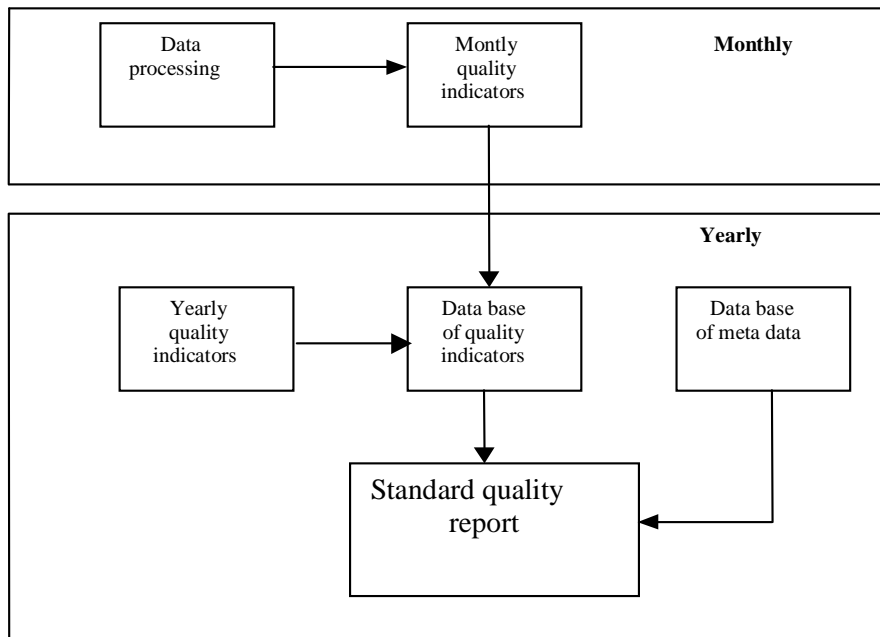 Data
processing
Montly
quality
indicators
Monthly
Yearly
Yearly
quality
indicators
Data base
of quality
indicators
Data base
of meta data
Standard quality
report